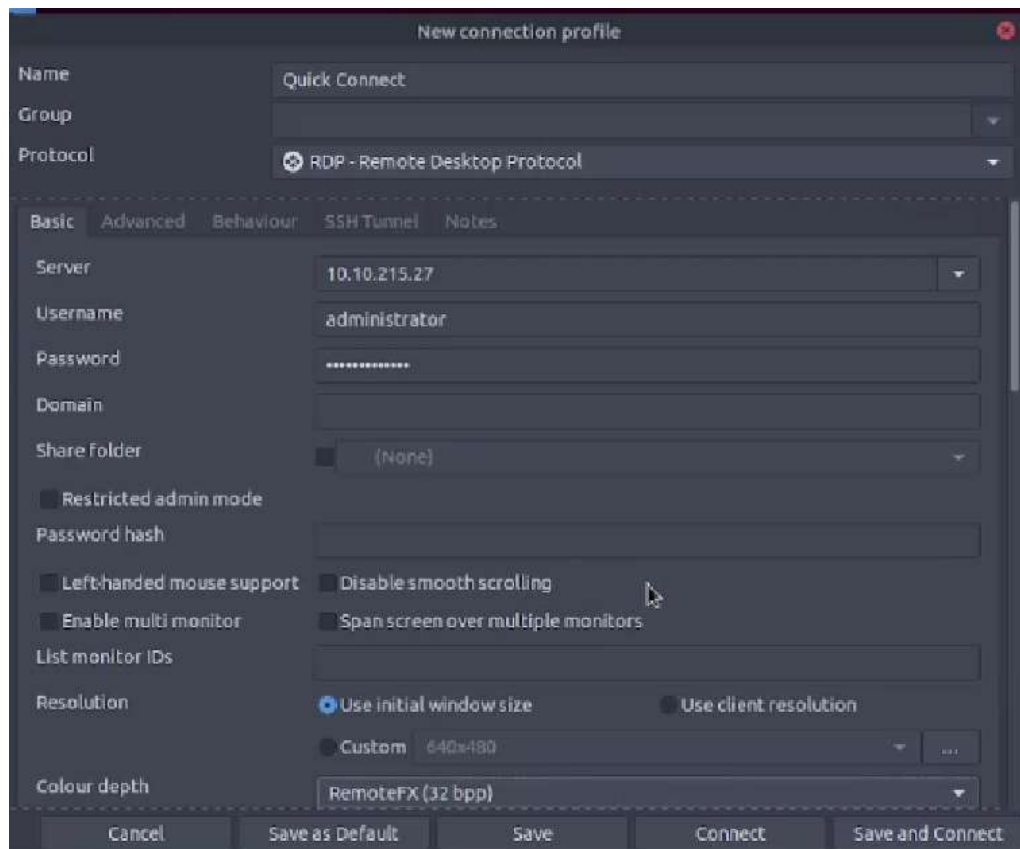 New connection profile
Name Quick Connect
Group
Protocol RDP - Remote Desktop Protocol
Basic Advanced Behaviour SSH Tunnel Notes
Server 10.10.215.27
Username administrator
Password •••••••••••••
Domain
Share folder (None)
Restricted admin mode
Password hash
Left-handed mouse support Disable smooth scrolling
Enable multi monitor Span screen over multiple monitors
List monitor IDs
Resolution Use initial window size Use client resolution
Custom 640x480 ...
Colour depth RemoteFX (32 bpp)
Cancel Save as Default Save Connect Save and Connect